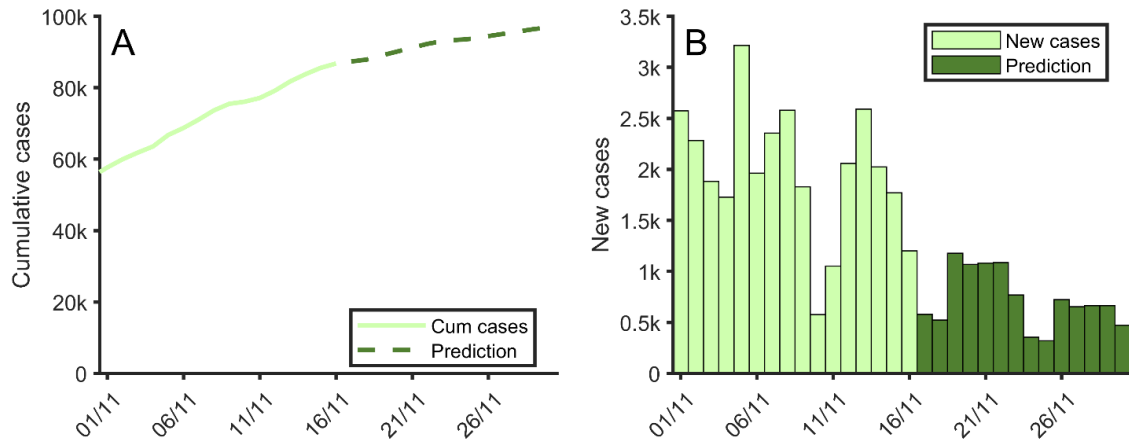 A
Cumulative cases
100k
80k
60k
40k
20k
0
Cum cases
Prediction
01/11
06/11
11/11
16/11
21/11
26/11
B
New cases
3.5k
3k
2.5k
2k
1.5k
1k
0.5k
0
New cases
Prediction
01/11
06/11
11/11
16/11
21/11
26/11